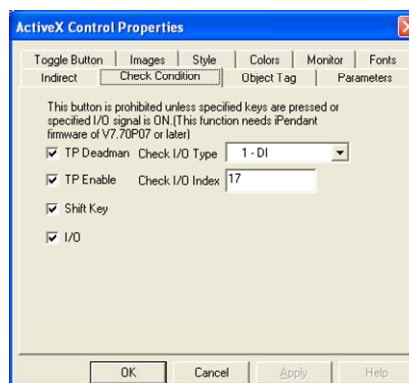 ActiveX Control Properties
Toggle Button Images Style Colors Monitor Fonts
Indirect Check Condition Object Tag Parameters
This button is prohibited unless specified keys are pressed or
specified I/O signal is ON.(This function needs iPendant
firmware of V7.70P07 or later)
TP Deadman Check I/O Type 1 - DI
TP Enable Check I/O Index 17
Shift Key
I/O
OK Cancel Apply Help